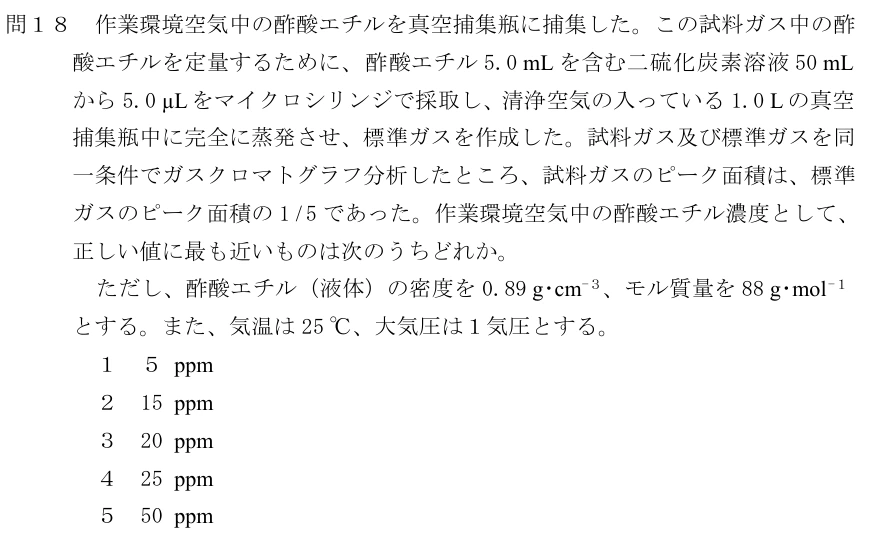 問１８　作業環境空気中の酢酸エチルを真空捕集瓶に捕集した。この試料ガス中の酢
酸エチルを定量するために、酢酸エチル 5.0 mL を含む二硫化炭素溶液 50 mL
から 5.0 µL をマイクロシリンジで採取し、清浄空気の入っている 1.0 L の真空
捕集瓶中に完全に蒸発させ、標準ガスを作成した。試料ガス及び標準ガスを同
一条件でガスクロマトグラフ分析したところ、試料ガスのピーク面積は、標準
ガスのピーク面積の 1/5 であった。作業環境空気中の酢酸エチル濃度として、
正しい値に最も近いものは次のうちどれか。
ただし、酢酸エチル（液体）の密度を 0.89 g･cm⁻³、モル質量を 88 g･mol⁻¹
とする。また、気温は 25 ℃、大気圧は１気圧とする。
１　５ ppm
２　15 ppm
３　20 ppm
４　25 ppm
５　50 ppm